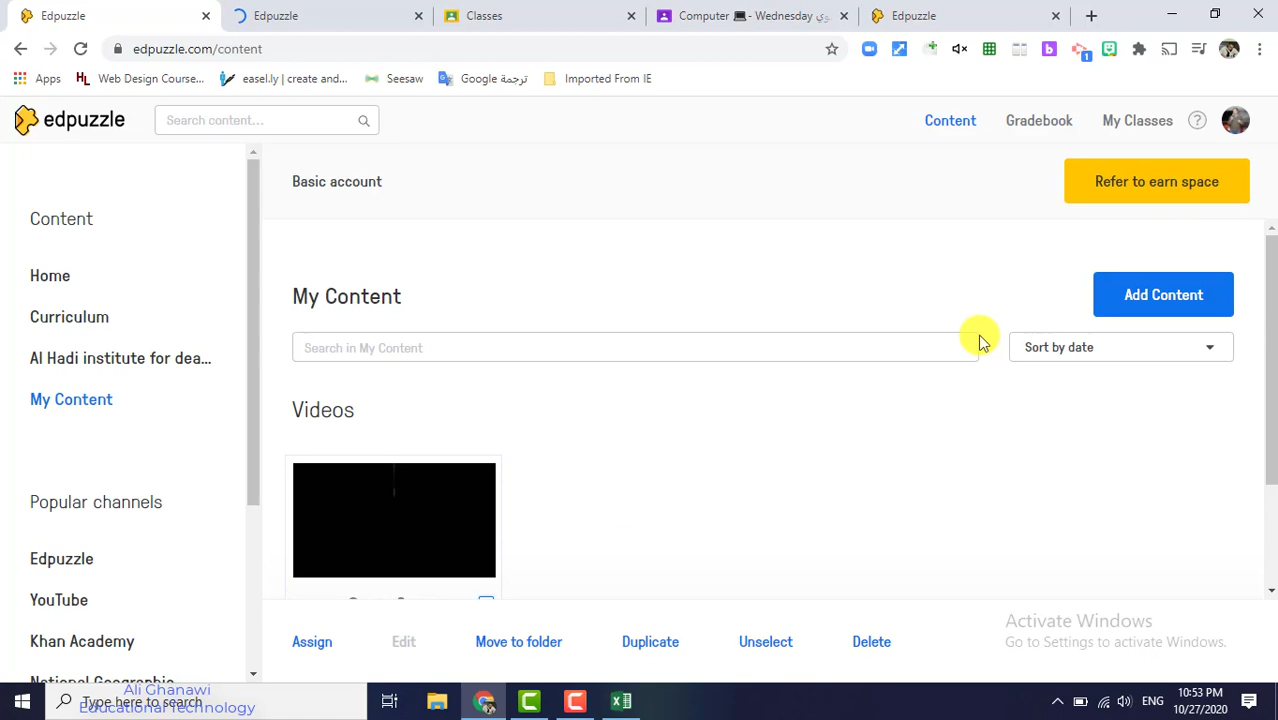 Edpuzzle
Edpuzzle
Classes
Computer 💻 - Wednesday
Edpuzzle
edpuzzle.com/content
1
Apps
Web Design Course...
easel.ly | create and...
Seesaw
ترجمة Google
Imported From IE
edpuzzle
Search content...
Content
Gradebook
My Classes
?
Basic account
Refer to earn space
Content
Home
Curriculum
Al Hadi institute for dea...
My Content
Popular channels
Edpuzzle
YouTube
Khan Academy
National Geographic
My Content
Add Content
Search in My Content
Sort by date
Videos
Assign
Edit
Move to folder
Duplicate
Unselect
Delete
Activate Windows
Go to Settings to activate Windows.
Type here to search
Ali Ghanawi
Educational Technology
ENG
10:53 PM
10/27/2020